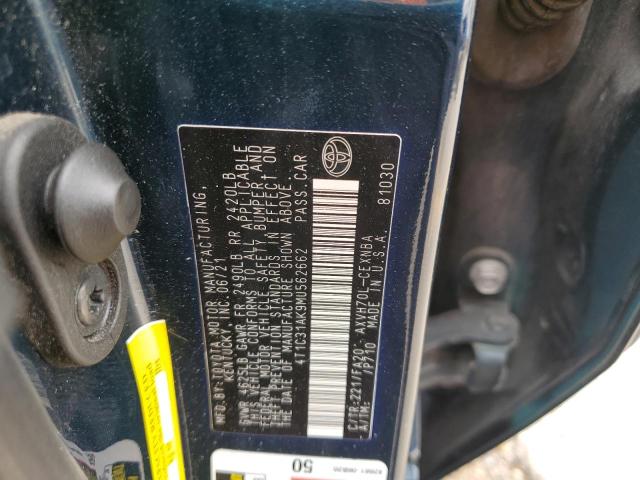 MFD.BY:TOYOTA MOTOR MANUFACTURING,
KENTUCKY, INC. 06/21
GVWR 4625LB GAWR FR 2490LB RR 2420LB
THIS VEHICLE CONFORMS TO ALL APPLICABLE
FEDERAL MOTOR VEHICLE SAFETY, BUMPER AND
THEFT PREVENTION STANDARDS IN EFFECT ON
THE DATE OF MANUFACTURE SHOWN ABOVE.
4T1C31AK9MU562662 PASS.CAR
81030
C/TR:221/FA20 AXVH70L-CEXNBA
A/TM: /P710 MADE IN U.S.A.
50